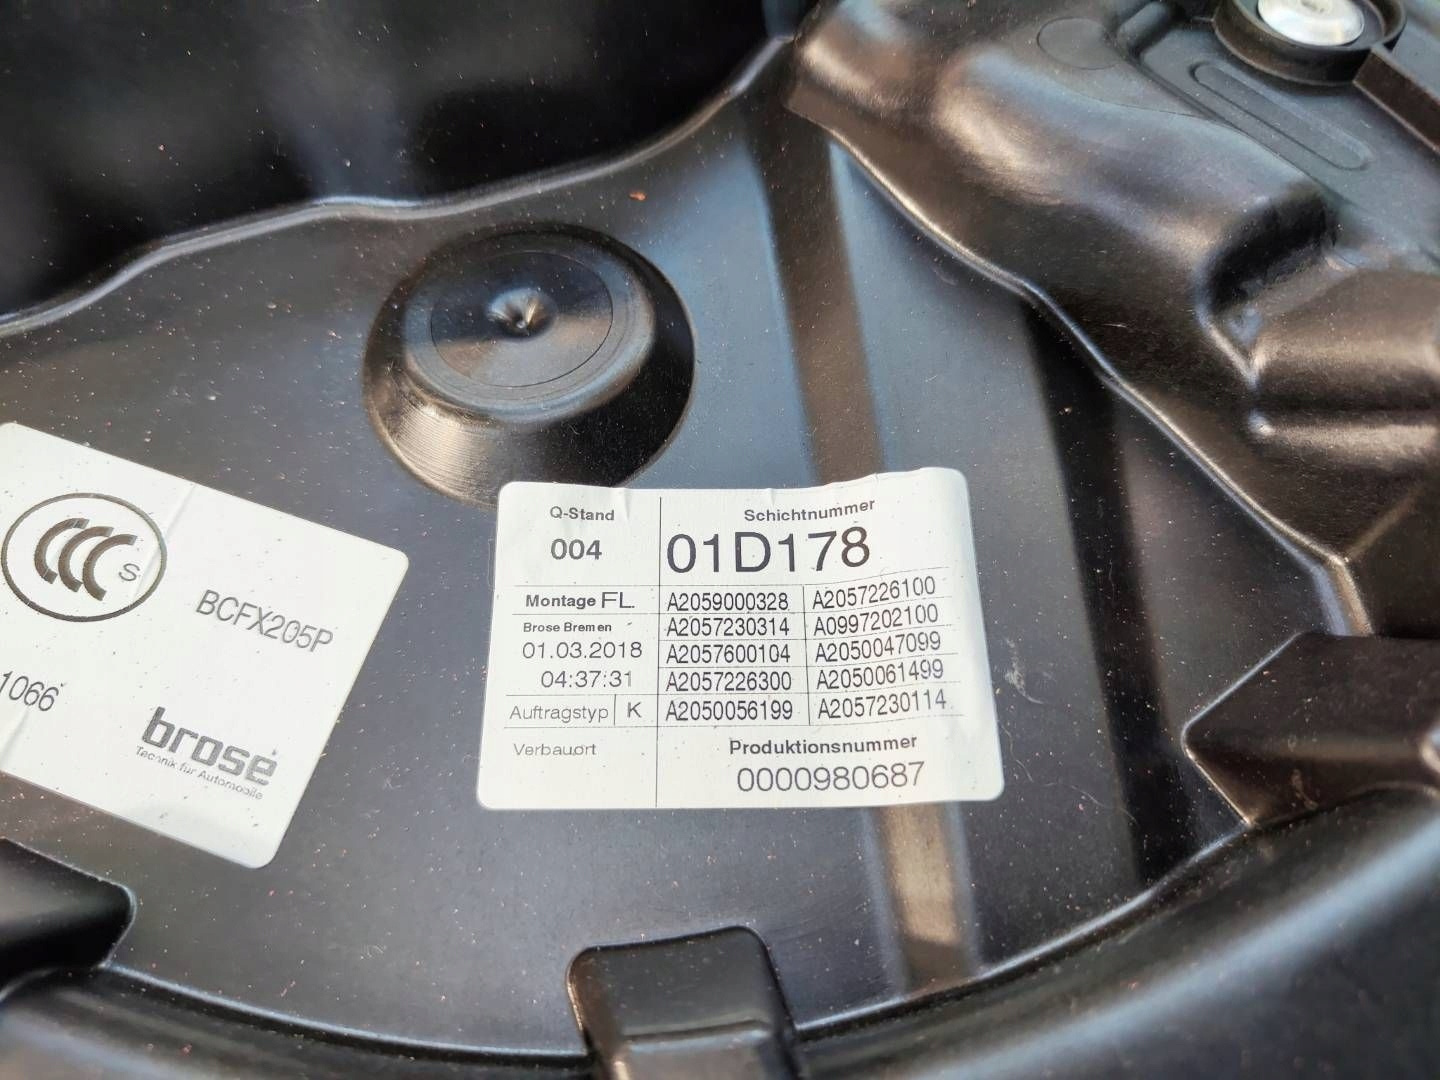 CCC S
BCFX205P
1066
brose
Technik für Automobile
Q-Stand
004
Schichtnummer
01D178
Montage FL
A2059000328 A2057226100
Brose Bremen
A2057230314 A0997202100
01.03.2018
A2057600104 A2050047099
04:37:31
A2057226300 A2050061499
Auftragstyp K
A2050056199 A2057230114
Verbauort
Produktionsnummer
0000980687